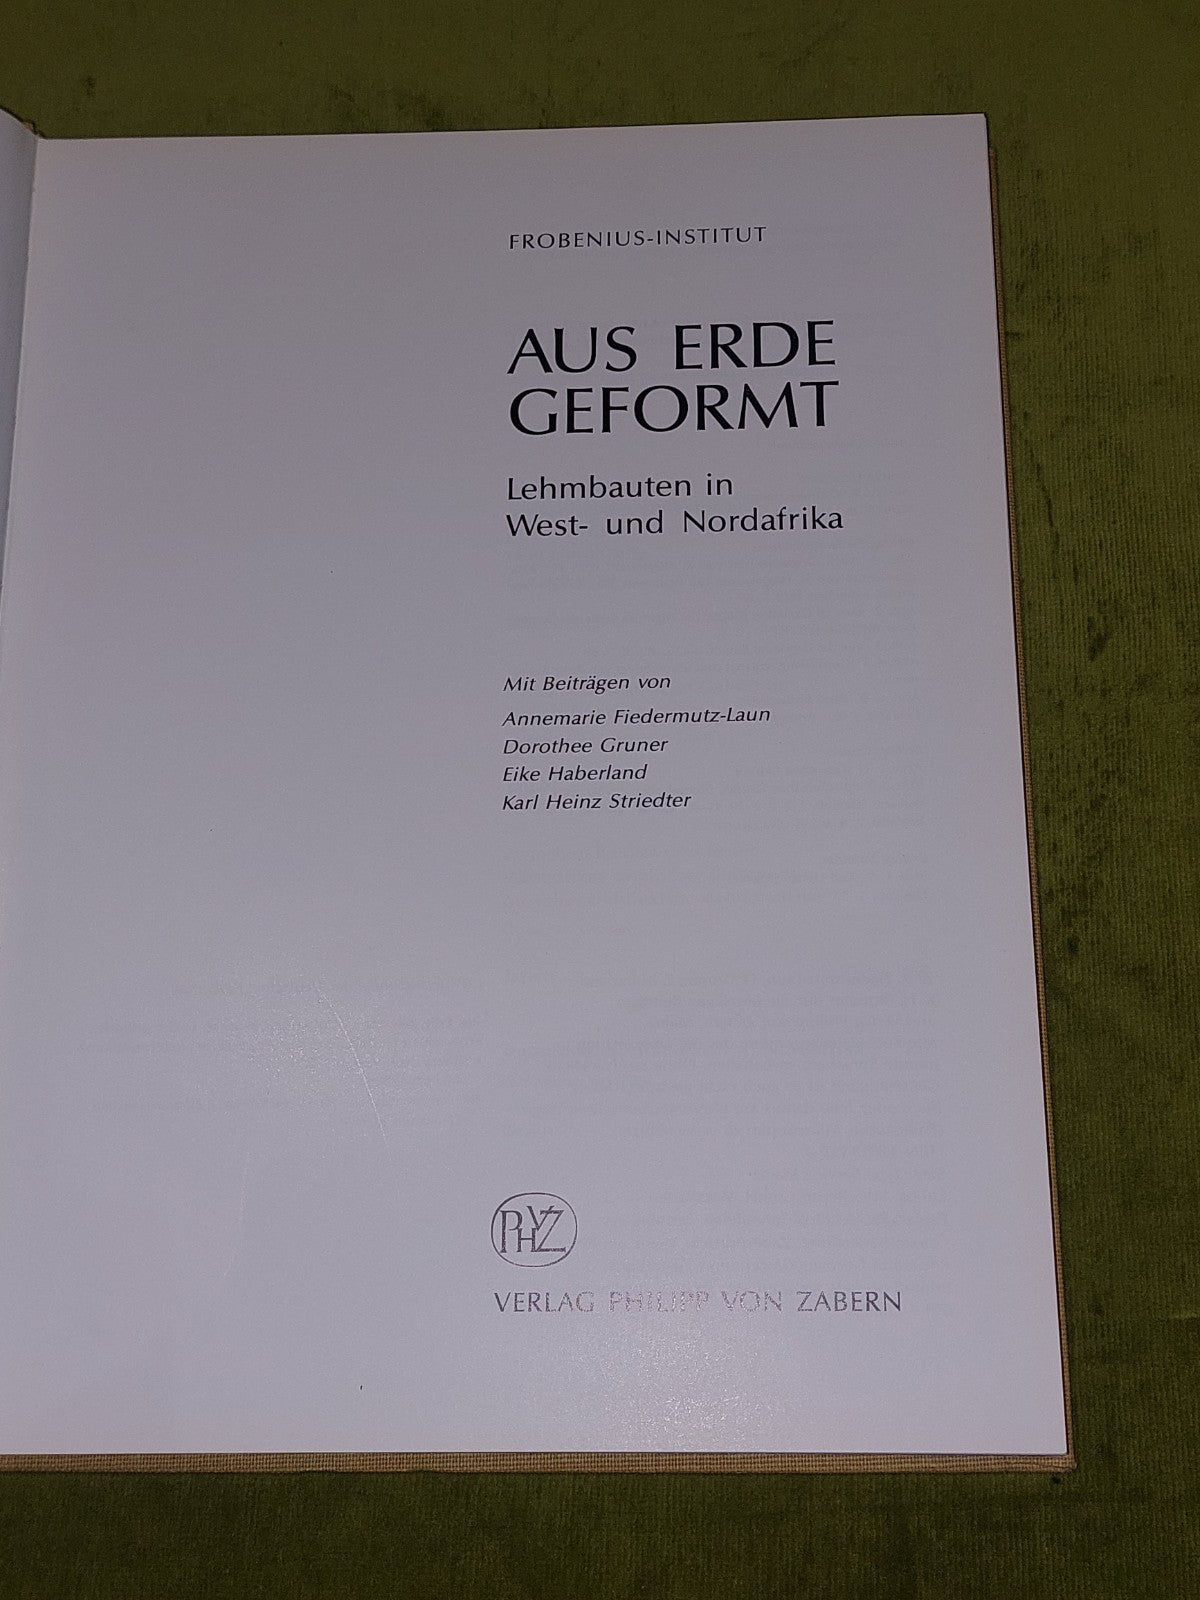 FROBENIUS-INSTITUT
AUS ERDE
GEFORMT
Lehmbauten in
West- und Nordafrika
Mit Beiträgen von
Annemarie Fiedermutz-Laun
Dorothee Gruner
Eike Haberland
Karl Heinz Striedter
PHVZ
VERLAG PHILIPP VON ZABERN